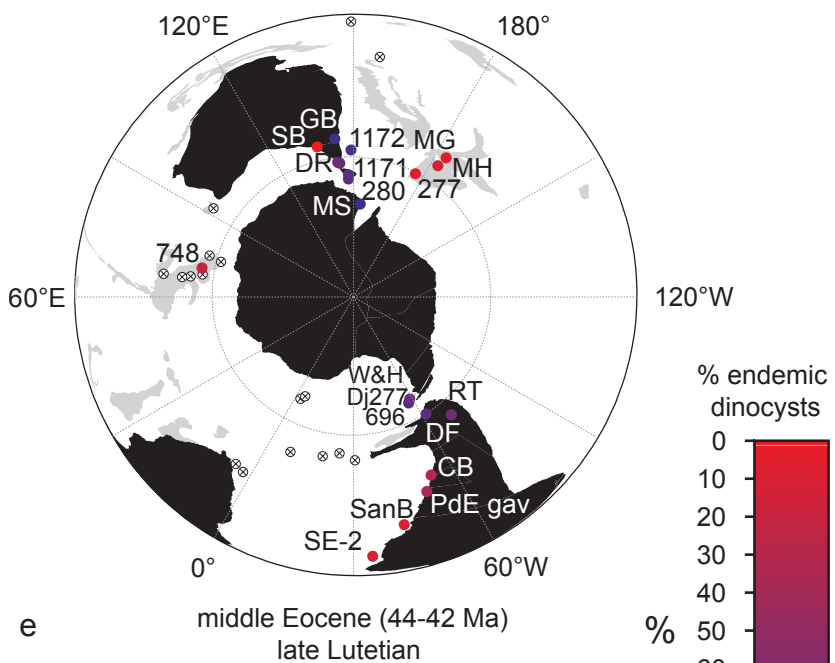 120°E
180°
GB
SB
1172
MG
DR
1171
MH
280
277
MS
748
60°E
120°W
W&H
Dj277
RT
696
DF
CB
PdE gav
SanB
SE-2
0°
60°W
% endemic
dinocysts
0
10
20
30
40
% 50
e
middle Eocene (44-42 Ma)
late Lutetian